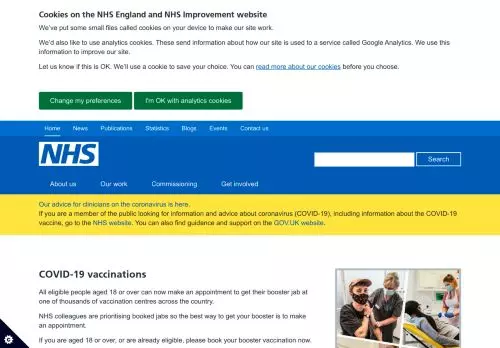 Cookies on the NHS England and NHS Improvement website
We've put some small files called cookies on your device to make our site work.
We'd also like to use analytics cookies. These send information about how our site is used to a service called Google Analytics. We use this
information to improve our site.
Let us know if this is OK. We'll use a cookie to save your choice. You can read more about our cookies before you choose.
Change my preferences
I'm OK with analytics cookies
Home
News
Publications
Statistics
Blogs
Events
Contact us
NHS
Search
About us
Our work
Commissioning
Get involved
Our advice for clinicians on the coronavirus is here.
If you are a member of the public looking for information and advice about coronavirus (COVID-19), including information about the COVID-19
vaccine, go to the NHS website. You can also find guidance and support on the GOV.UK website.
COVID-19 vaccinations
All eligible people aged 18 or over can now make an appointment to get their booster jab at
one of thousands of vaccination centres across the country.
NHS colleagues are prioritising booked jobs so the best way to get your booster is to make
an appointment.
If you are aged 18 or over, or are already eligible, please book your booster vaccination now.